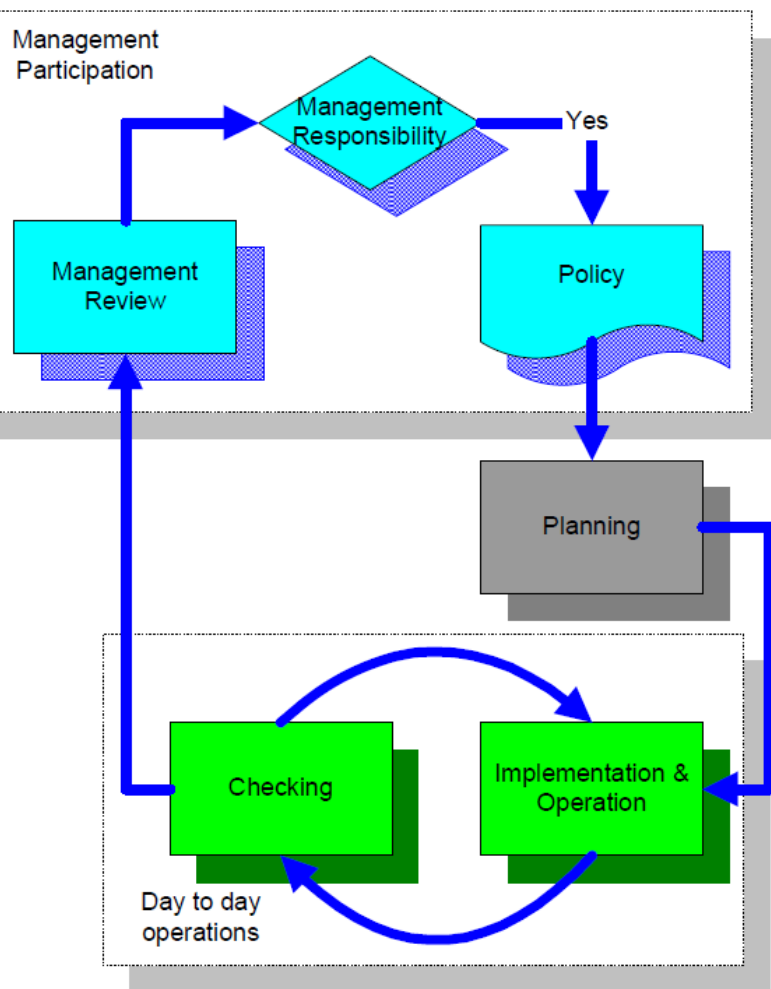 Management
Participation
Management
Responsibility
Yes
Management
Review
Policy
Planning
Checking
Implementation &
Operation
Day to day
operations